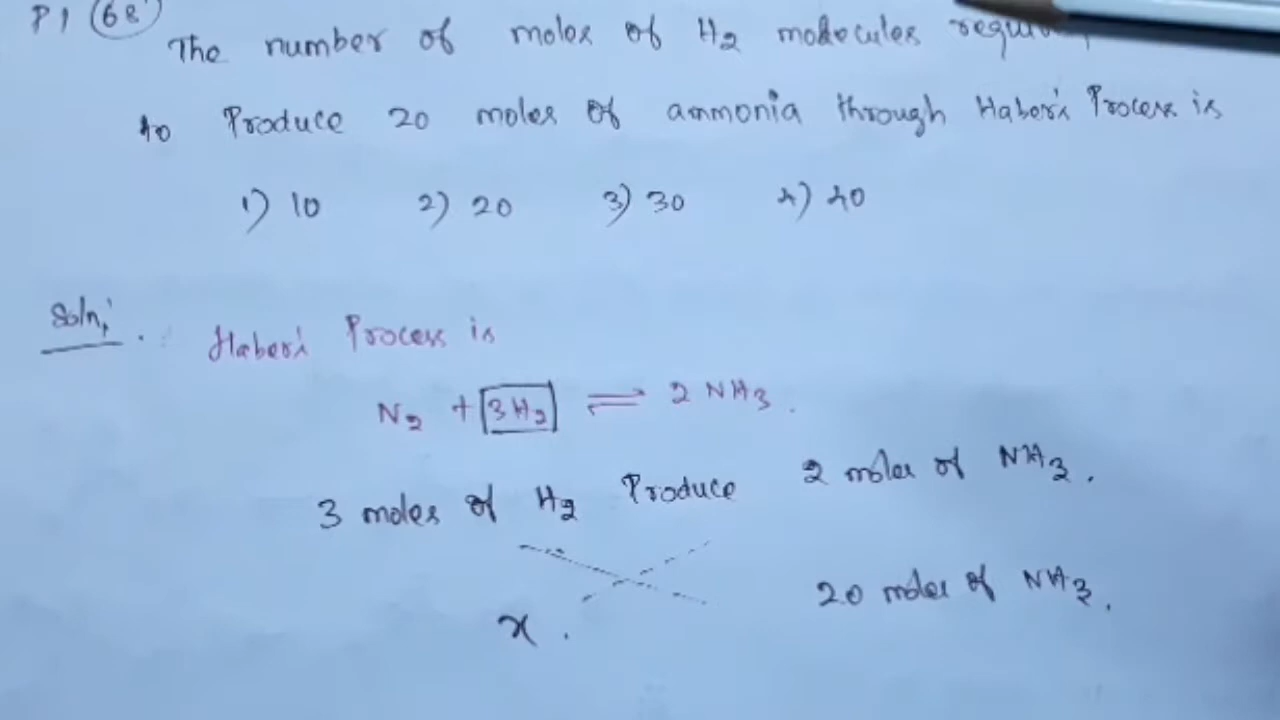 P1 (68)
The number of moles of H2 molecules
to Produce 20 moles of ammonia through Haber's Process is
1) 10 2) 20 3) 30 4) 40
Soln;
Haber's Process is
N2 + 3H2 ⇌ 2 NH3.
3 moles of H2 Produce 2 moles of NH3.
x. 20 moles of NH3.